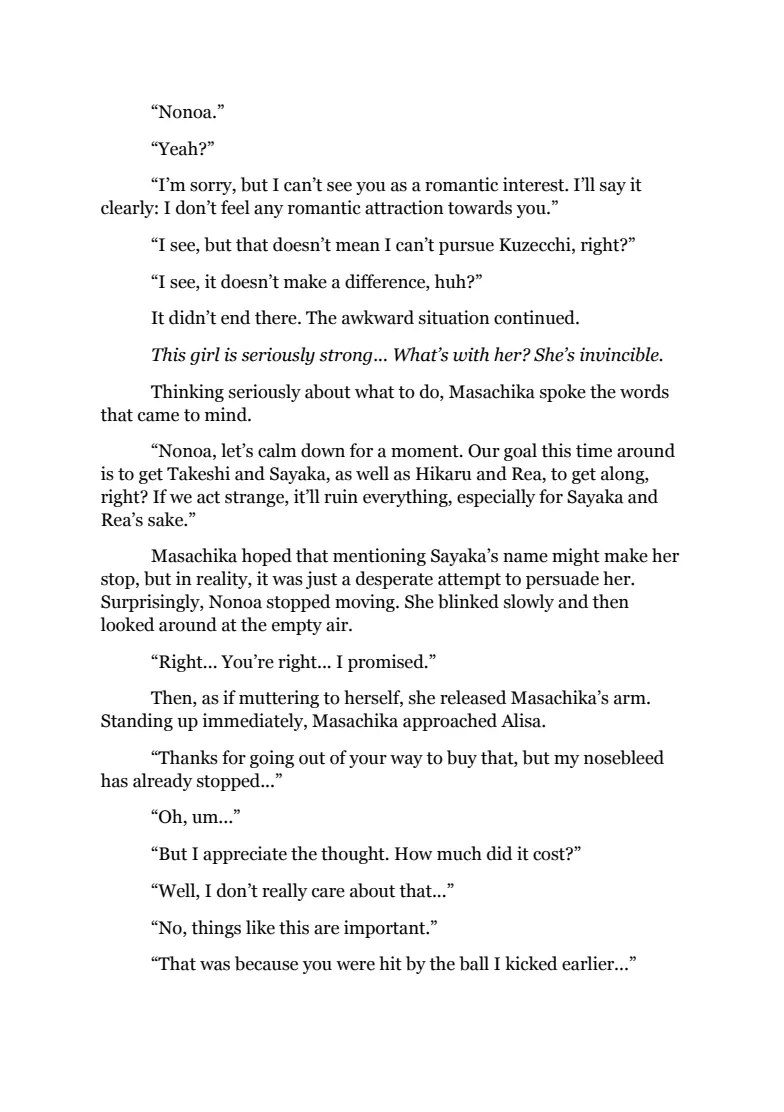 “Nonoa.”
“Yeah?”
“I’m sorry, but I can’t see you as a romantic interest. I’ll say it
clearly: I don’t feel any romantic attraction towards you.”
“I see, but that doesn’t mean I can’t pursue Kuzecchi, right?”
“I see, it doesn’t make a difference, huh?”
It didn’t end there. The awkward situation continued.
This girl is seriously strong... What’s with her? She’s invincible.
Thinking seriously about what to do, Masachika spoke the words
that came to mind.
“Nonoa, let’s calm down for a moment. Our goal this time around
is to get Takeshi and Sayaka, as well as Hikaru and Rea, to get along,
right? If we act strange, it’ll ruin everything, especially for Sayaka and
Rea’s sake.”
Masachika hoped that mentioning Sayaka’s name might make her
stop, but in reality, it was just a desperate attempt to persuade her.
Surprisingly, Nonoa stopped moving. She blinked slowly and then
looked around at the empty air.
“Right... You’re right... I promised.”
Then, as if muttering to herself, she released Masachika’s arm.
Standing up immediately, Masachika approached Alisa.
“Thanks for going out of your way to buy that, but my nosebleed
has already stopped...”
“Oh, um...”
“But I appreciate the thought. How much did it cost?”
“Well, I don’t really care about that...”
“No, things like this are important.”
“That was because you were hit by the ball I kicked earlier...”